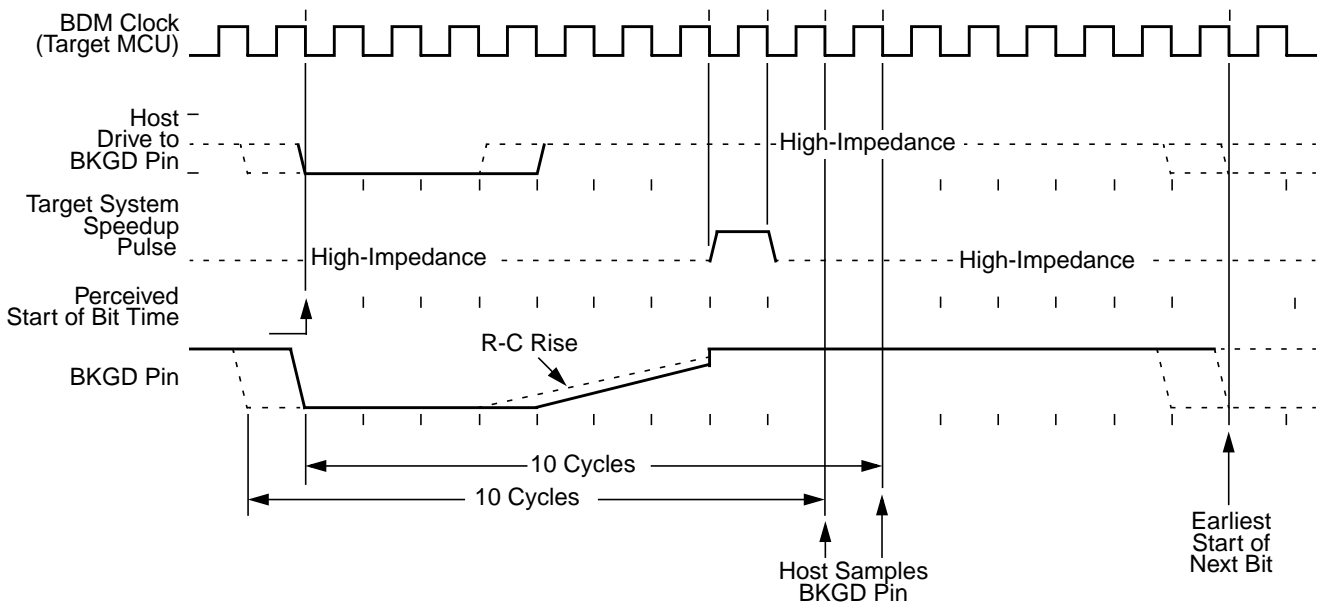 BDM Clock
(Target MCU)
Host
Drive to
BKGD Pin
High-Impedance
Target System
Speedup
Pulse
High-Impedance
High-Impedance
Perceived
Start of Bit Time
R-C Rise
BKGD Pin
10 Cycles
10 Cycles
Host Samples
BKGD Pin
Earliest
Start of
Next Bit